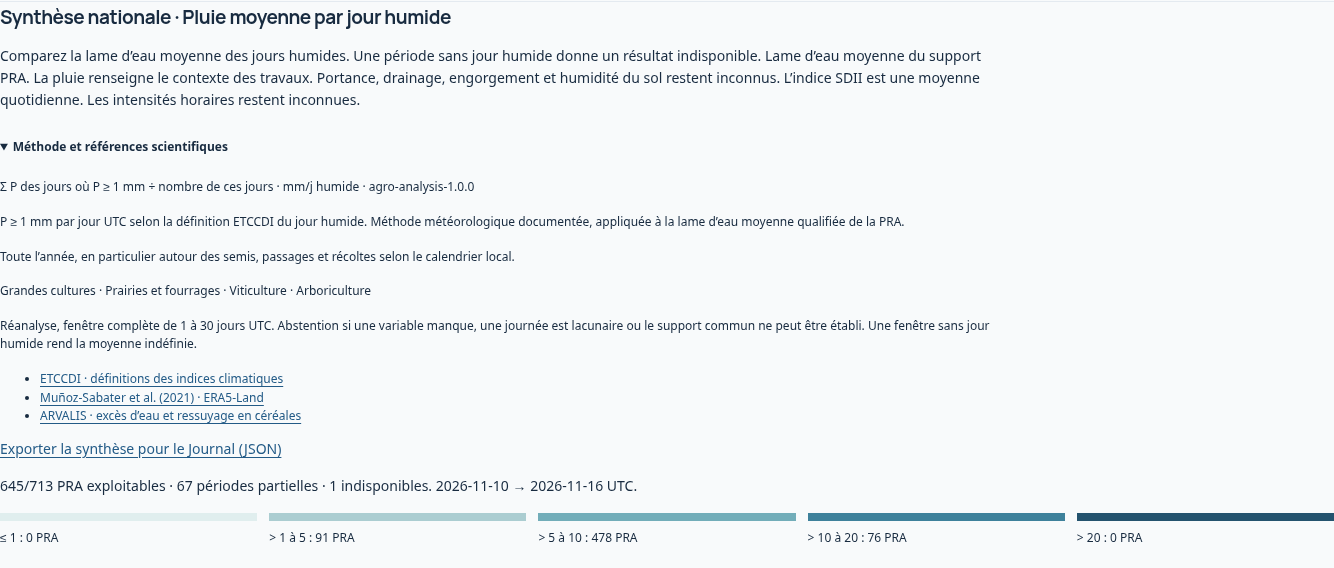 Synthèse nationale · Pluie moyenne par jour humide
Comparez la lame d’eau moyenne des jours humides. Une période sans jour humide donne un résultat indisponible. Lame d’eau moyenne du support
PRA. La pluie renseigne le contexte des travaux. Portance, drainage, engorgement et humidité du sol restent inconnus. L’indice SDII est une moyenne
quotidienne. Les intensités horaires restent inconnues.
▼ Méthode et références scientifiques
Σ P des jours où P ≥ 1 mm ÷ nombre de ces jours · mm/j humide · agro-analysis-1.0.0
P ≥ 1 mm par jour UTC selon la définition ETCCDI du jour humide. Méthode météorologique documentée, appliquée à la lame d’eau moyenne qualifiée de la PRA.
Toute l’année, en particulier autour des semis, passages et récoltes selon le calendrier local.
Grandes cultures · Prairies et fourrages · Viticulture · Arboriculture
Réanalyse, fenêtre complète de 1 à 30 jours UTC. Abstention si une variable manque, une journée est lacunaire ou le support commun ne peut être établi. Une fenêtre sans jour
humide rend la moyenne indéfinie.
• ETCCDI · définitions des indices climatiques
• Muñoz-Sabater et al. (2021) · ERA5-Land
• ARVALIS · excès d’eau et ressuyage en céréales
Exporter la synthèse pour le Journal (JSON)
645/713 PRA exploitables · 67 périodes partielles · 1 indisponibles. 2026-11-10 → 2026-11-16 UTC.
≤ 1 : 0 PRA
> 1 à 5 : 91 PRA
> 5 à 10 : 478 PRA
> 10 à 20 : 76 PRA
> 20 : 0 PRA